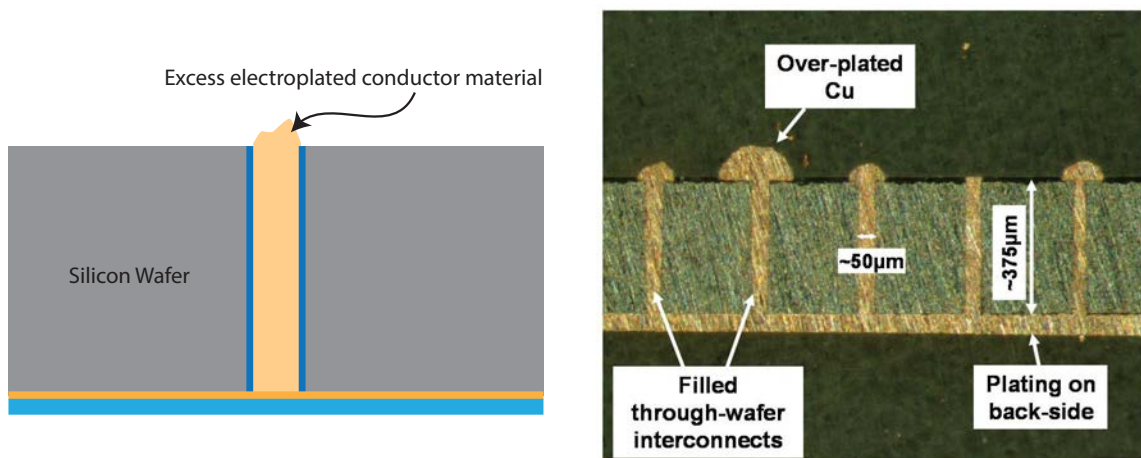 Excess electroplated conductor material
Silicon Wafer
Over-plated
Cu
~50µm
~375µm
Filled
through-wafer
interconnects
Plating on
back-side